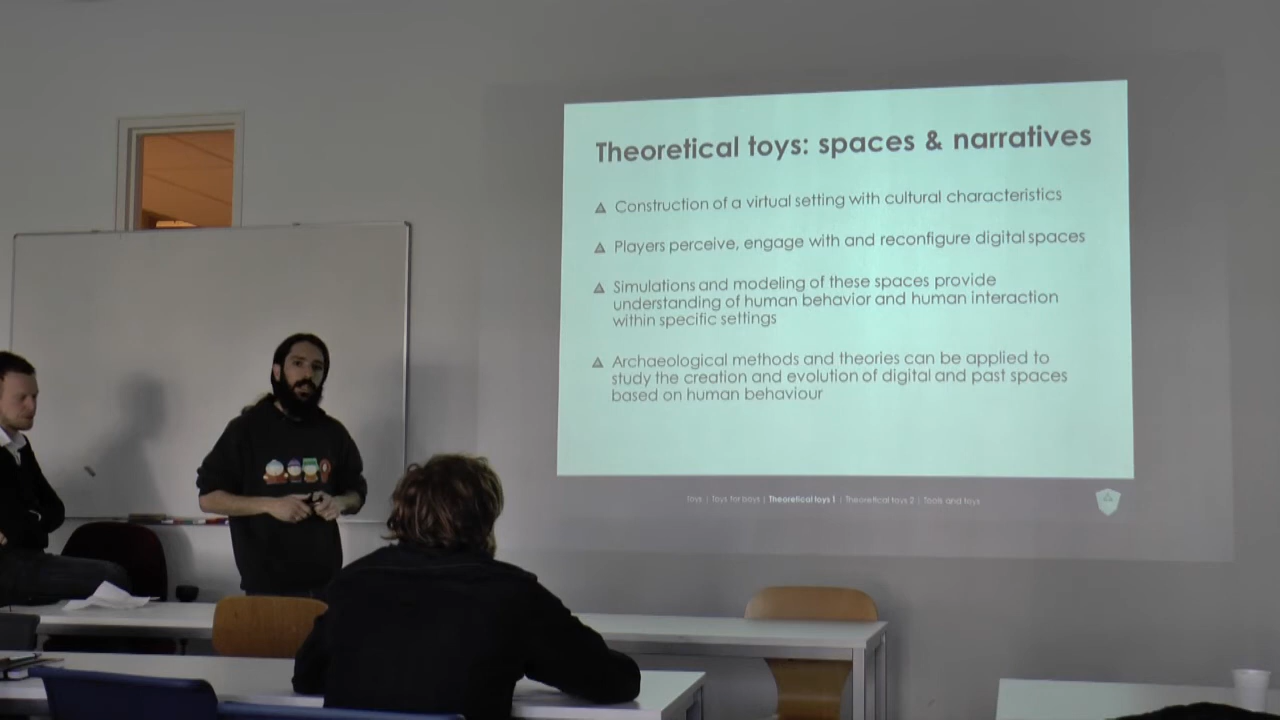 Theoretical toys: spaces & narratives
Construction of a virtual setting with cultural characteristics
Players perceive, engage with and reconfigure digital spaces
Simulations and modeling of these spaces provide
understanding of human behavior and human interaction
within specific settings
Archaeological methods and theories can be applied to
study the creation and evolution of digital and past spaces
based on human behaviour
Toys | Toys for boys | Theoretical toys 1 | Theoretical toys 2 | Tools and toys